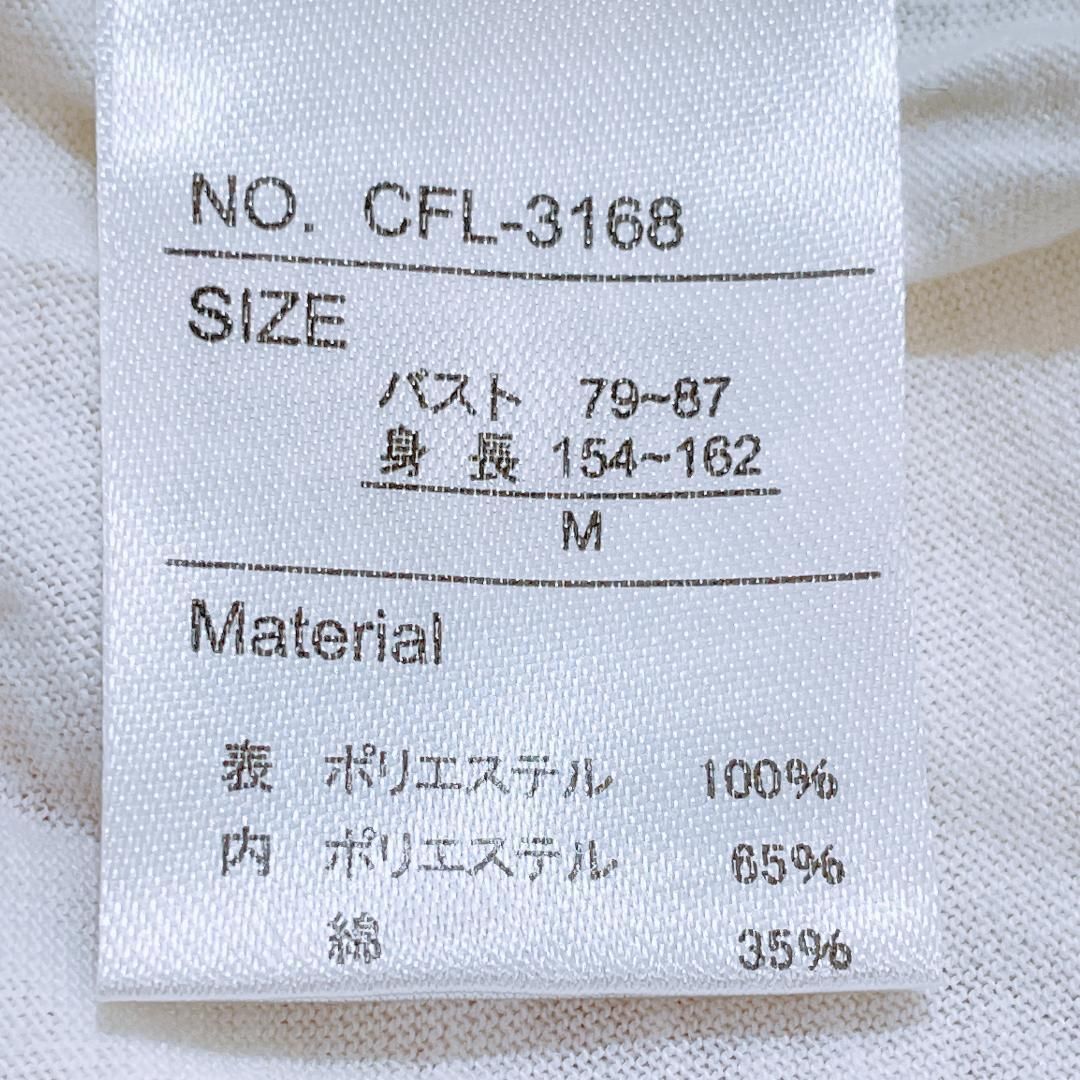 NO. CFL-3168
SIZE
バスト 79~87
身 長 154~162
M
Material
表 ポリエステル 100%
内 ポリエステル 65%
綿 35%